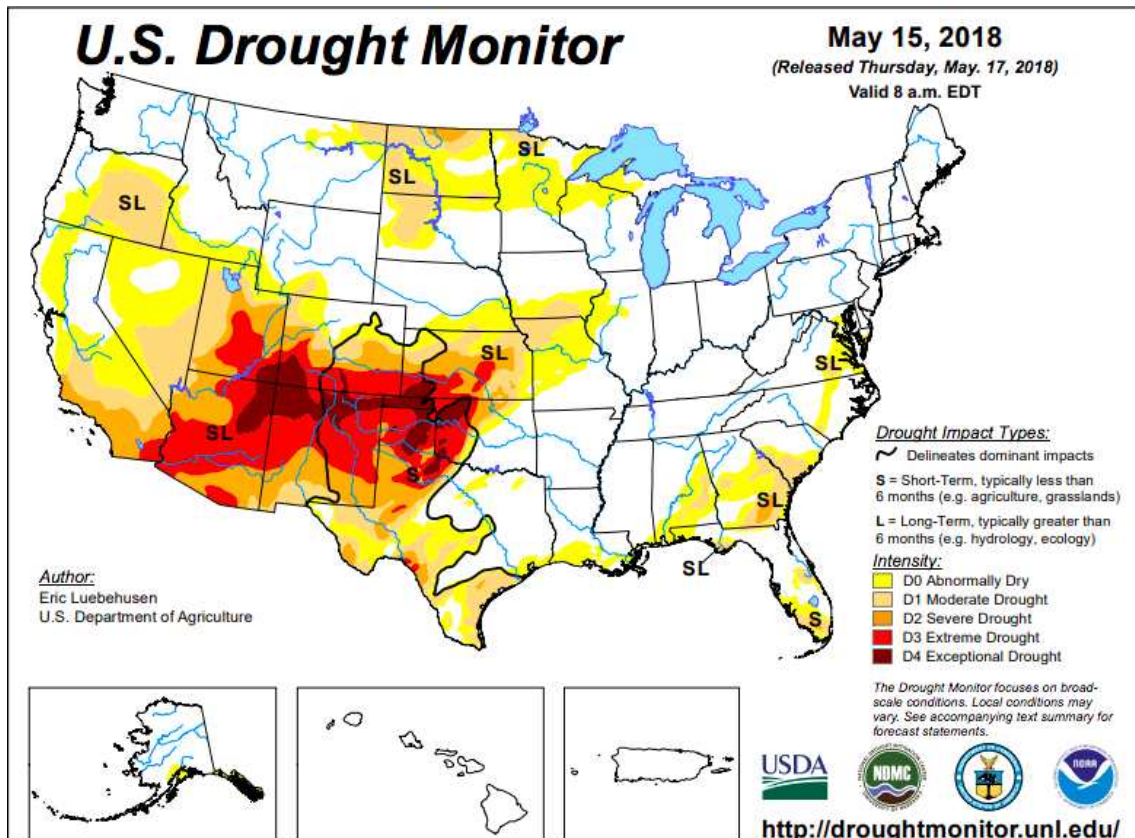 U.S. Drought Monitor
May 15, 2018
(Released Thursday, May. 17, 2018)
Valid 8 a.m. EDT
SL
SL
SL
SL
SL
SL
S
SL
SL
S
Drought Impact Types:
Delineates dominant impacts
S = Short-Term, typically less than
6 months (e.g. agriculture, grasslands)
L = Long-Term, typically greater than
6 months (e.g. hydrology, ecology)
Intensity:
D0 Abnormally Dry
D1 Moderate Drought
D2 Severe Drought
D3 Extreme Drought
D4 Exceptional Drought
Author:
Eric Luebehusen
U.S. Department of Agriculture
The Drought Monitor focuses on broad-
scale conditions. Local conditions may
vary. See accompanying text summary for
forecast statements.
USDA
NDMC
NOAA
http://droughtmonitor.unl.edu/